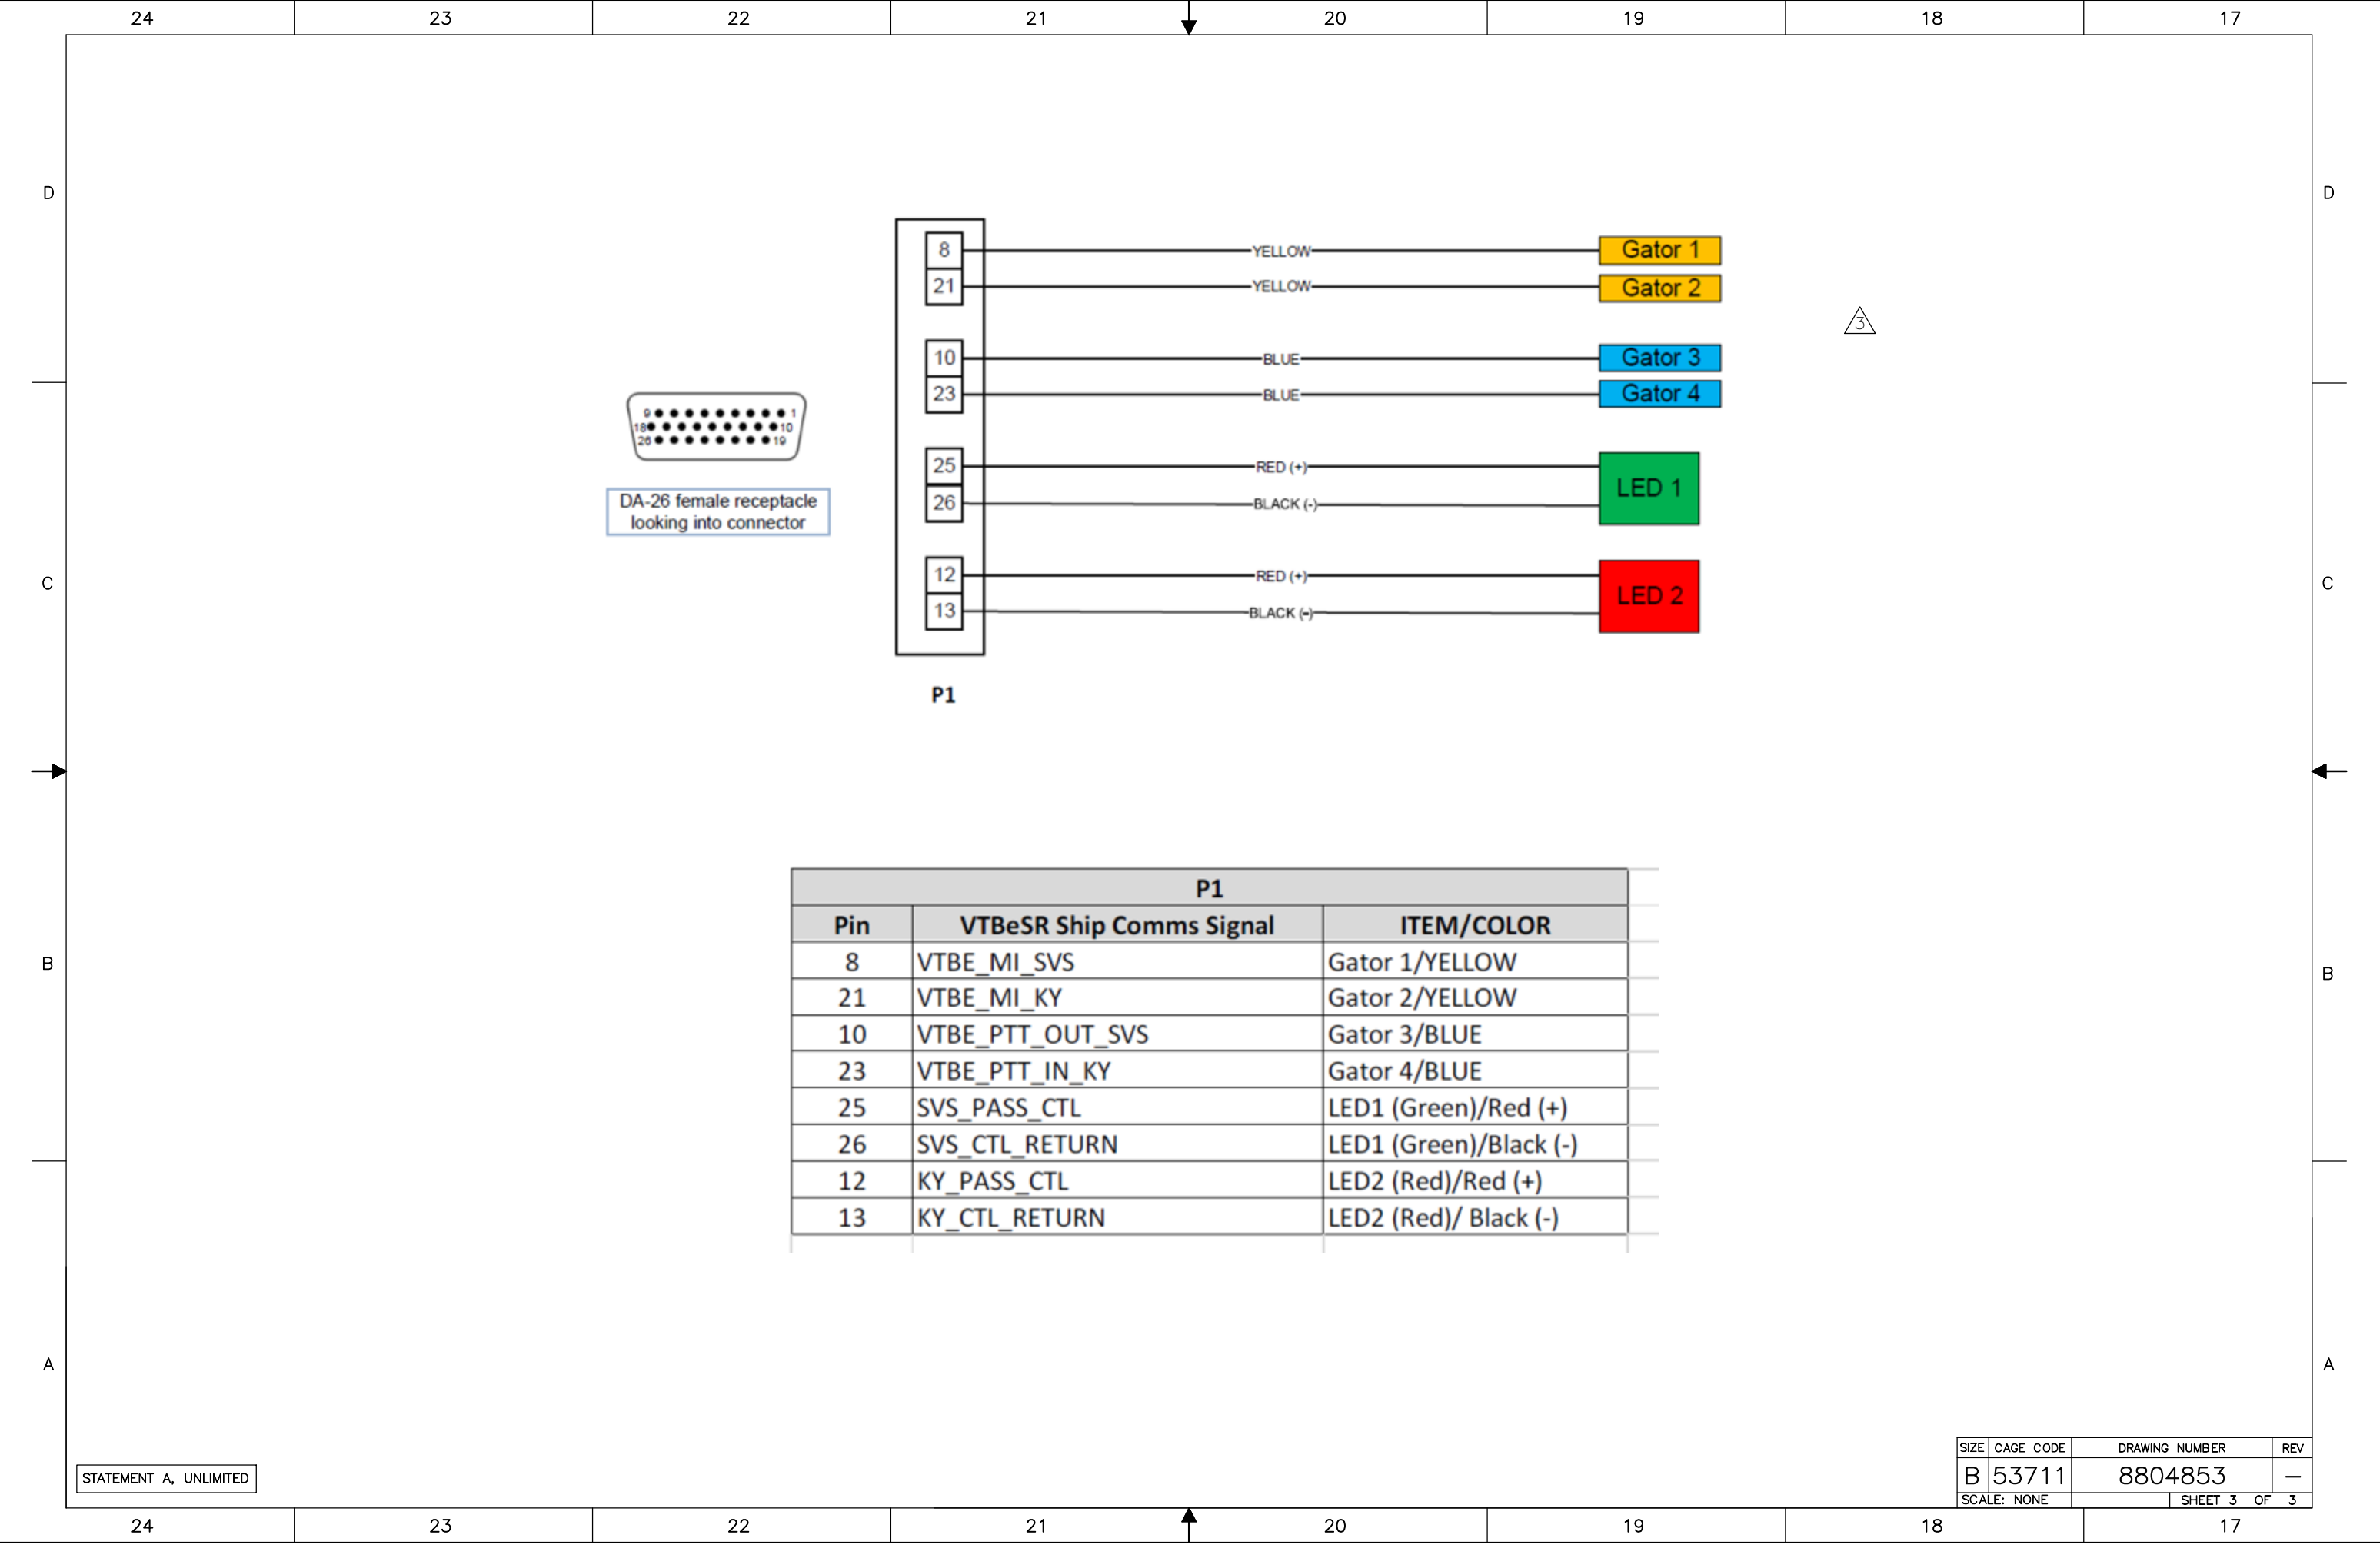 24 23 22 21 20 19 18 17
D D
8 YELLOW Gator 1
21 YELLOW Gator 2
3
10 BLUE Gator 3
23 BLUE Gator 4
9 1
18 10
26 19
25 RED (+) LED 1
26 BLACK (-)
DA-26 female receptacle
looking into connector
12 RED (+) LED 2
13 BLACK (-)
C C
P1
P1
Pin VTBeSR Ship Comms Signal ITEM/COLOR
8 VTBE_MI_SVS Gator 1/YELLOW
B B
21 VTBE_MI_KY Gator 2/YELLOW
10 VTBE_PTT_OUT_SVS Gator 3/BLUE
23 VTBE_PTT_IN_KY Gator 4/BLUE
25 SVS_PASS_CTL LED1 (Green)/Red (+)
26 SVS_CTL_RETURN LED1 (Green)/Black (-)
12 KY_PASS_CTL LED2 (Red)/Red (+)
13 KY_CTL_RETURN LED2 (Red)/ Black (-)
A A
STATEMENT A, UNLIMITED
SIZE CAGE CODE DRAWING NUMBER REV
B 53711 8804853 –
SCALE: NONE SHEET 3 OF 3
24 23 22 21 20 19 18 17